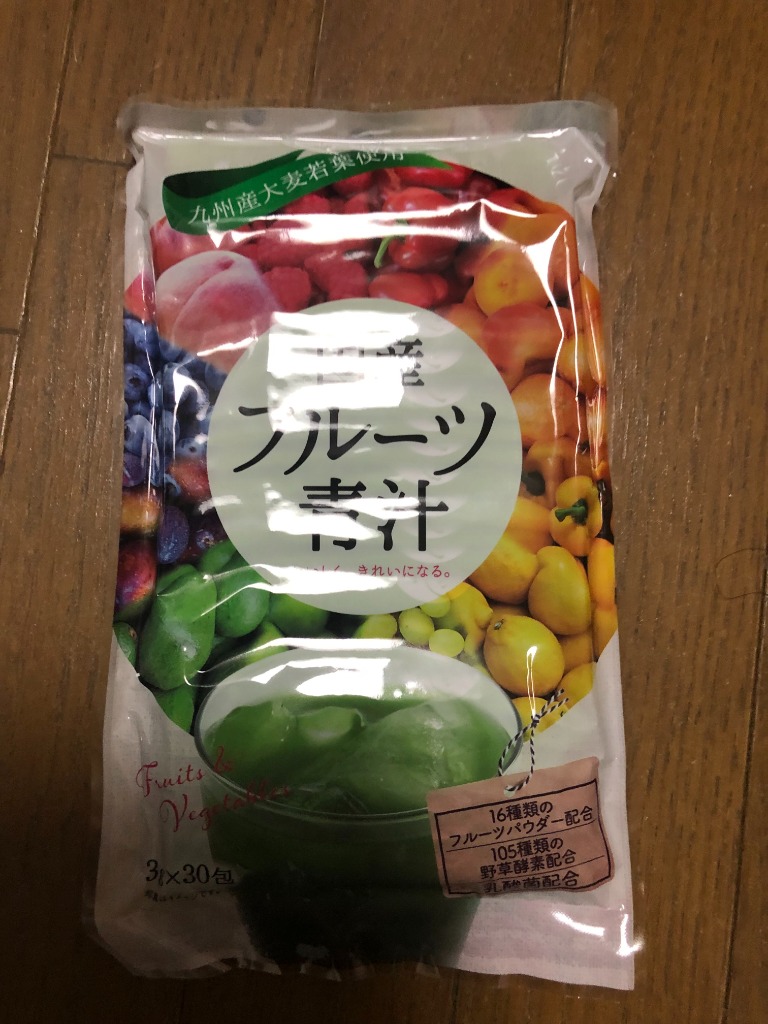 九州産大麦若葉使用
国産
フルーツ
青汁
きれいになる。
Fruits &
Vegetables
3g×30包
16種類の
フルーツパウダー配合
105種類の
野草酵素配合
乳酸菌配合